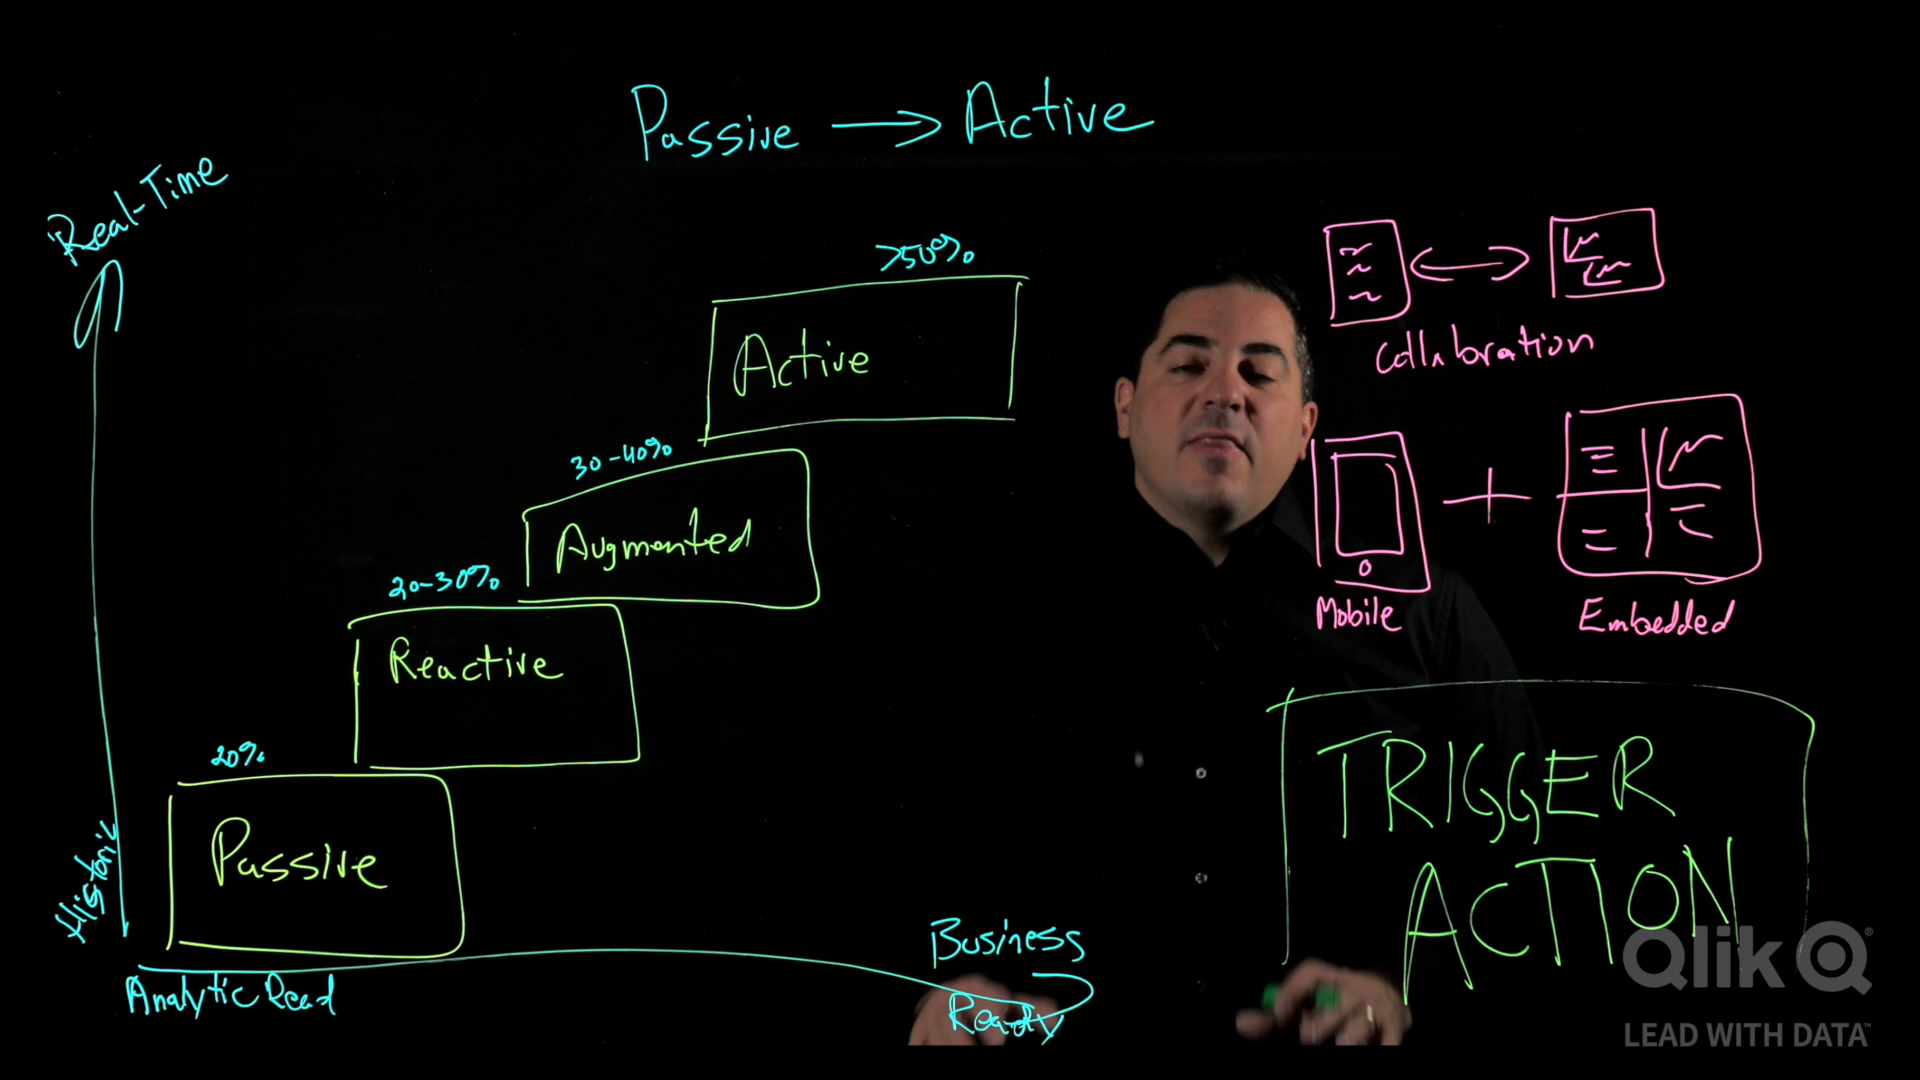 Passive → Active
Real-Time
>50%
Active
30-40%
Augmented
20-30%
Reactive
20%
Passive
Historic
Analytic Read
Business
Ready
Collaboration
Mobile
+
Embedded
TRIGGER
ACTION
Qlik®
LEAD WITH DATA™